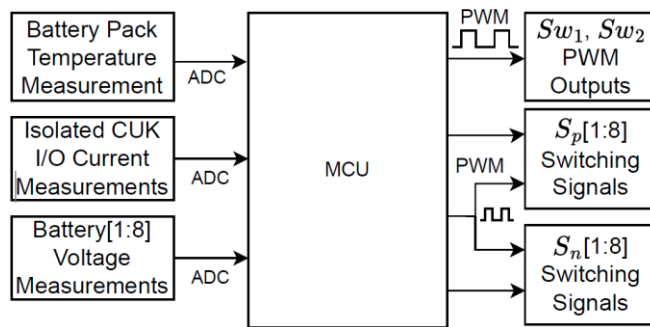 Battery Pack
Temperature
Measurement
ADC
Isolated CUK
I/O Current
Measurements
ADC
Battery[1:8]
Voltage
Measurements
ADC
MCU
PWM
Sw₁, Sw₂
PWM
Outputs
PWM
Sₚ[1:8]
Switching
Signals
Sₙ[1:8]
Switching
Signals